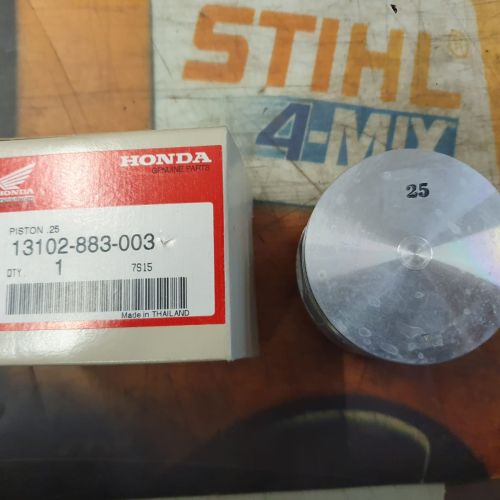 STIHL
4-MIX
HONDA
GENUINE PARTS
HONDA
PISTON .25
13102-883-003
QTY. 1 7S15
Made in THAILAND
25